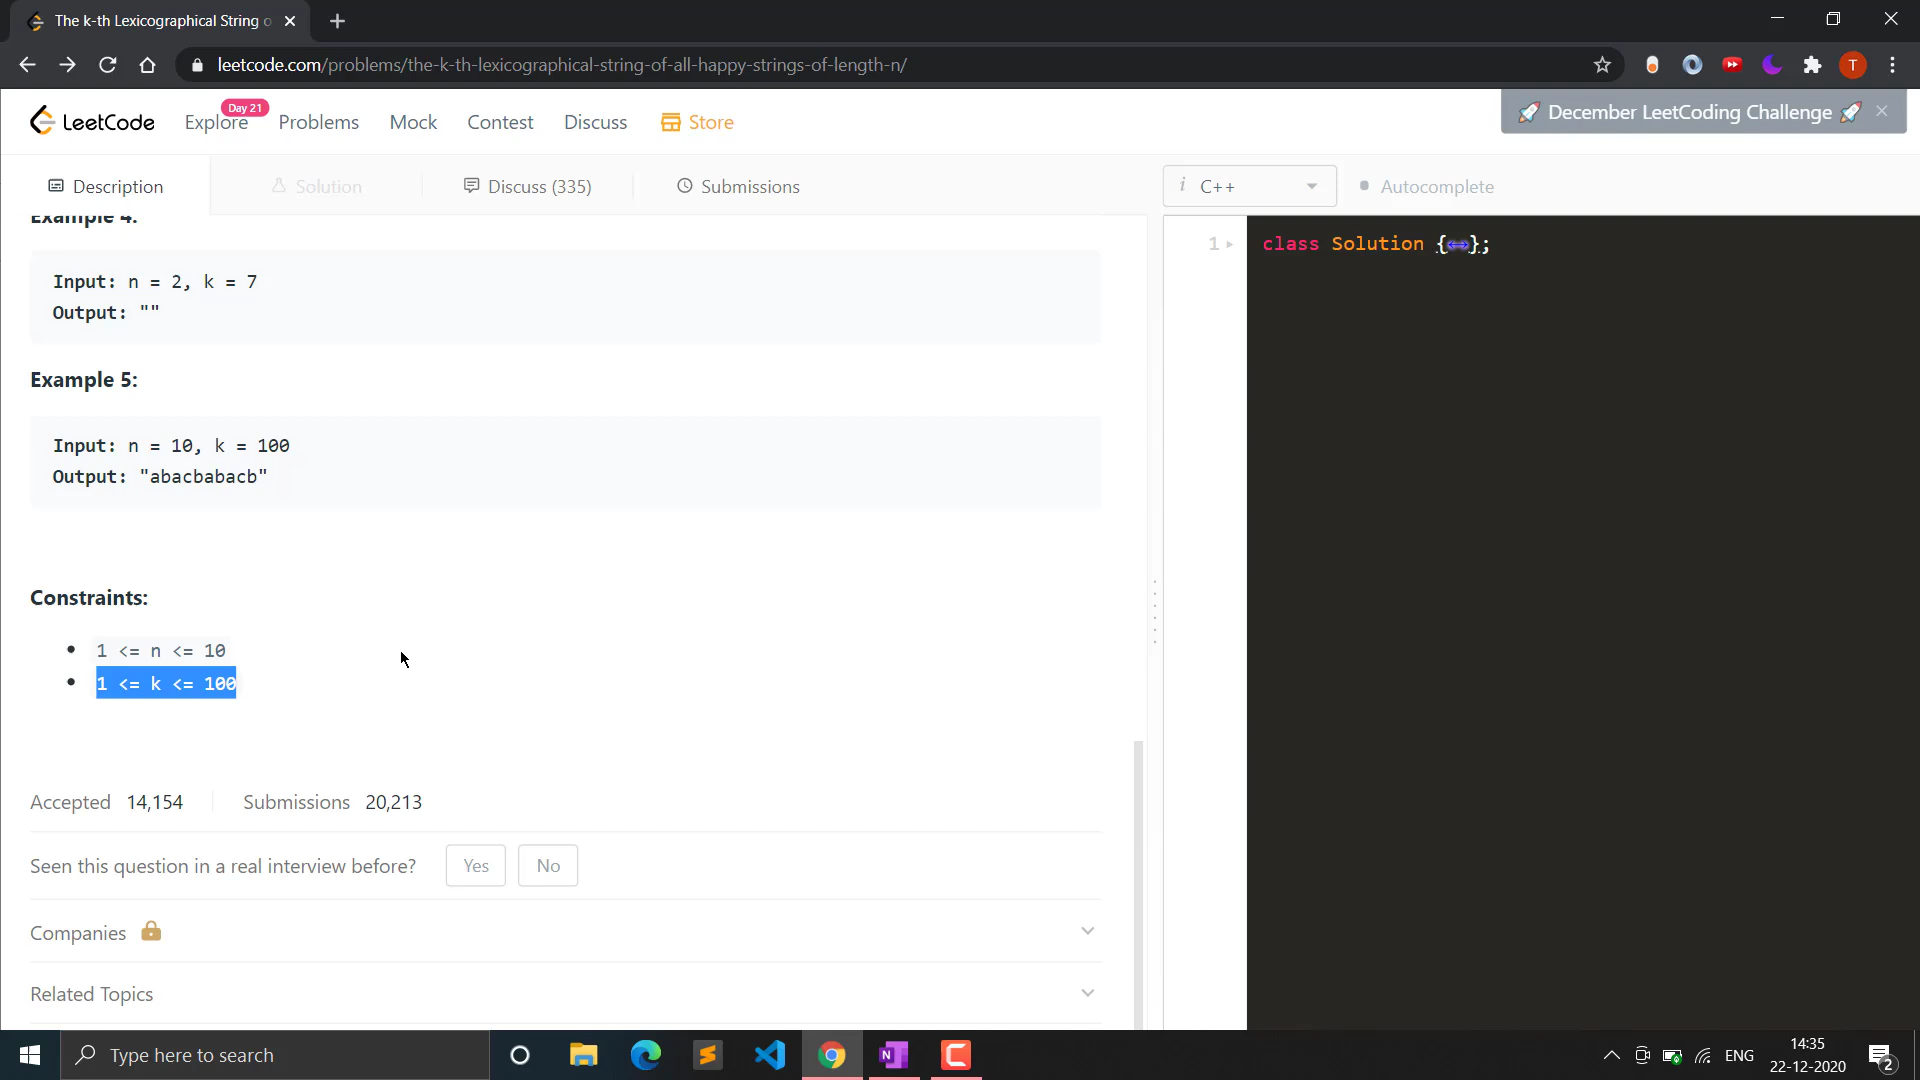 The k-th Lexicographical String o
leetcode.com/problems/the-k-th-lexicographical-string-of-all-happy-strings-of-length-n/
T
LeetCode
Explore
Day 21
Problems
Mock
Contest
Discuss
Store
🚀 December LeetCoding Challenge 🚀
Description
Solution
Discuss (335)
Submissions
i C++
Autocomplete
Example 4:
Input: n = 2, k = 7
Output: ""
Example 5:
Input: n = 10, k = 100
Output: "abacbabacb"
Constraints:
• 1 <= n <= 10
• 1 <= k <= 100
Accepted 14,154
Submissions 20,213
Seen this question in a real interview before?
Yes
No
Companies
Related Topics
1
class Solution {↔};
Type here to search
N
ENG
14:35
22-12-2020
2